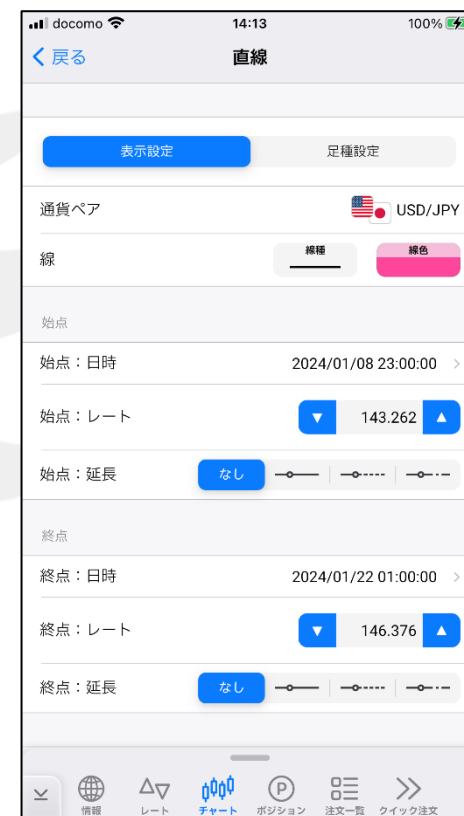 docomo 14:13 100%
戻る 直線
表示設定 足種設定
通貨ペア USD/JPY
線 線種 線色
始点
始点：日時 2024/01/08 23:00:00
始点：レート ▼ 143.262 ▲
始点：延長 なし
終点
終点：日時 2024/01/22 01:00:00
終点：レート ▼ 146.376 ▲
終点：延長 なし
P
情報 レート チャート ポジション 注文一覧 クイック注文